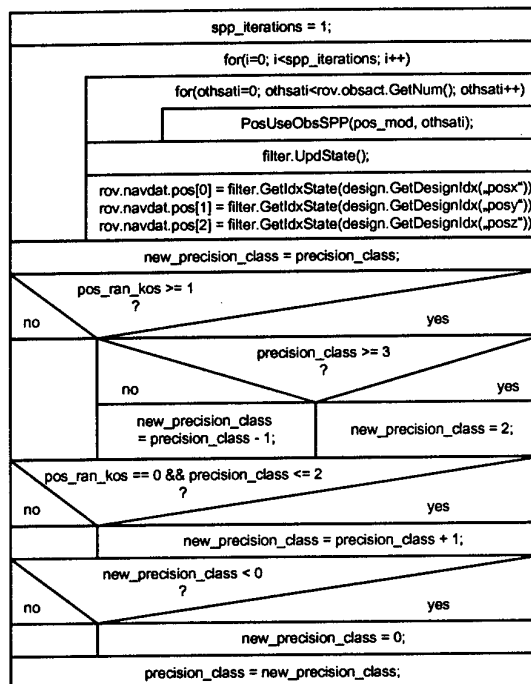 spp_iterations = 1;
for(i=0; i<spp_iterations; i++)
for(othsati=0; othsati<rov.obsact.GetNum(); othsati++)
PosUseObsSPP(pos_mod, othsati);
filter.UpdState();
rov.navdat.pos[0] = filter.GetIdxState(design.GetDesignIdx(„posx“))
rov.navdat.pos[1] = filter.GetIdxState(design.GetDesignIdx(„posy“))
rov.navdat.pos[2] = filter.GetIdxState(design.GetDesignIdx(„posz“))
new_precision_class = precision_class;
pos_ran_kos >= 1
?
no
yes
precision_class >= 3
?
no
yes
new_precision_class
= precision_class - 1;
new_precision_class = 2;
pos_ran_kos == 0 && precision_class <= 2
?
no
yes
new_precision_class = precision_class + 1;
new_precision_class < 0
?
no
yes
new_precision_class = 0;
precision_class = new_precision_class;